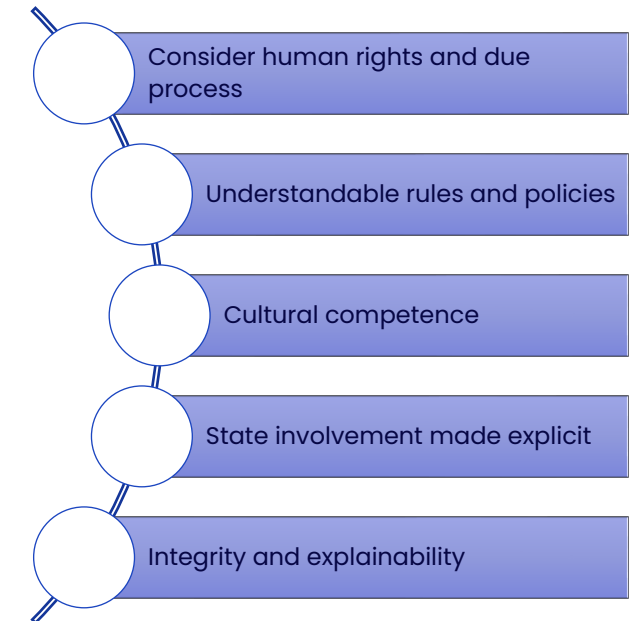 Consider human rights and due
process
Understandable rules and policies
Cultural competence
State involvement made explicit
Integrity and explainability